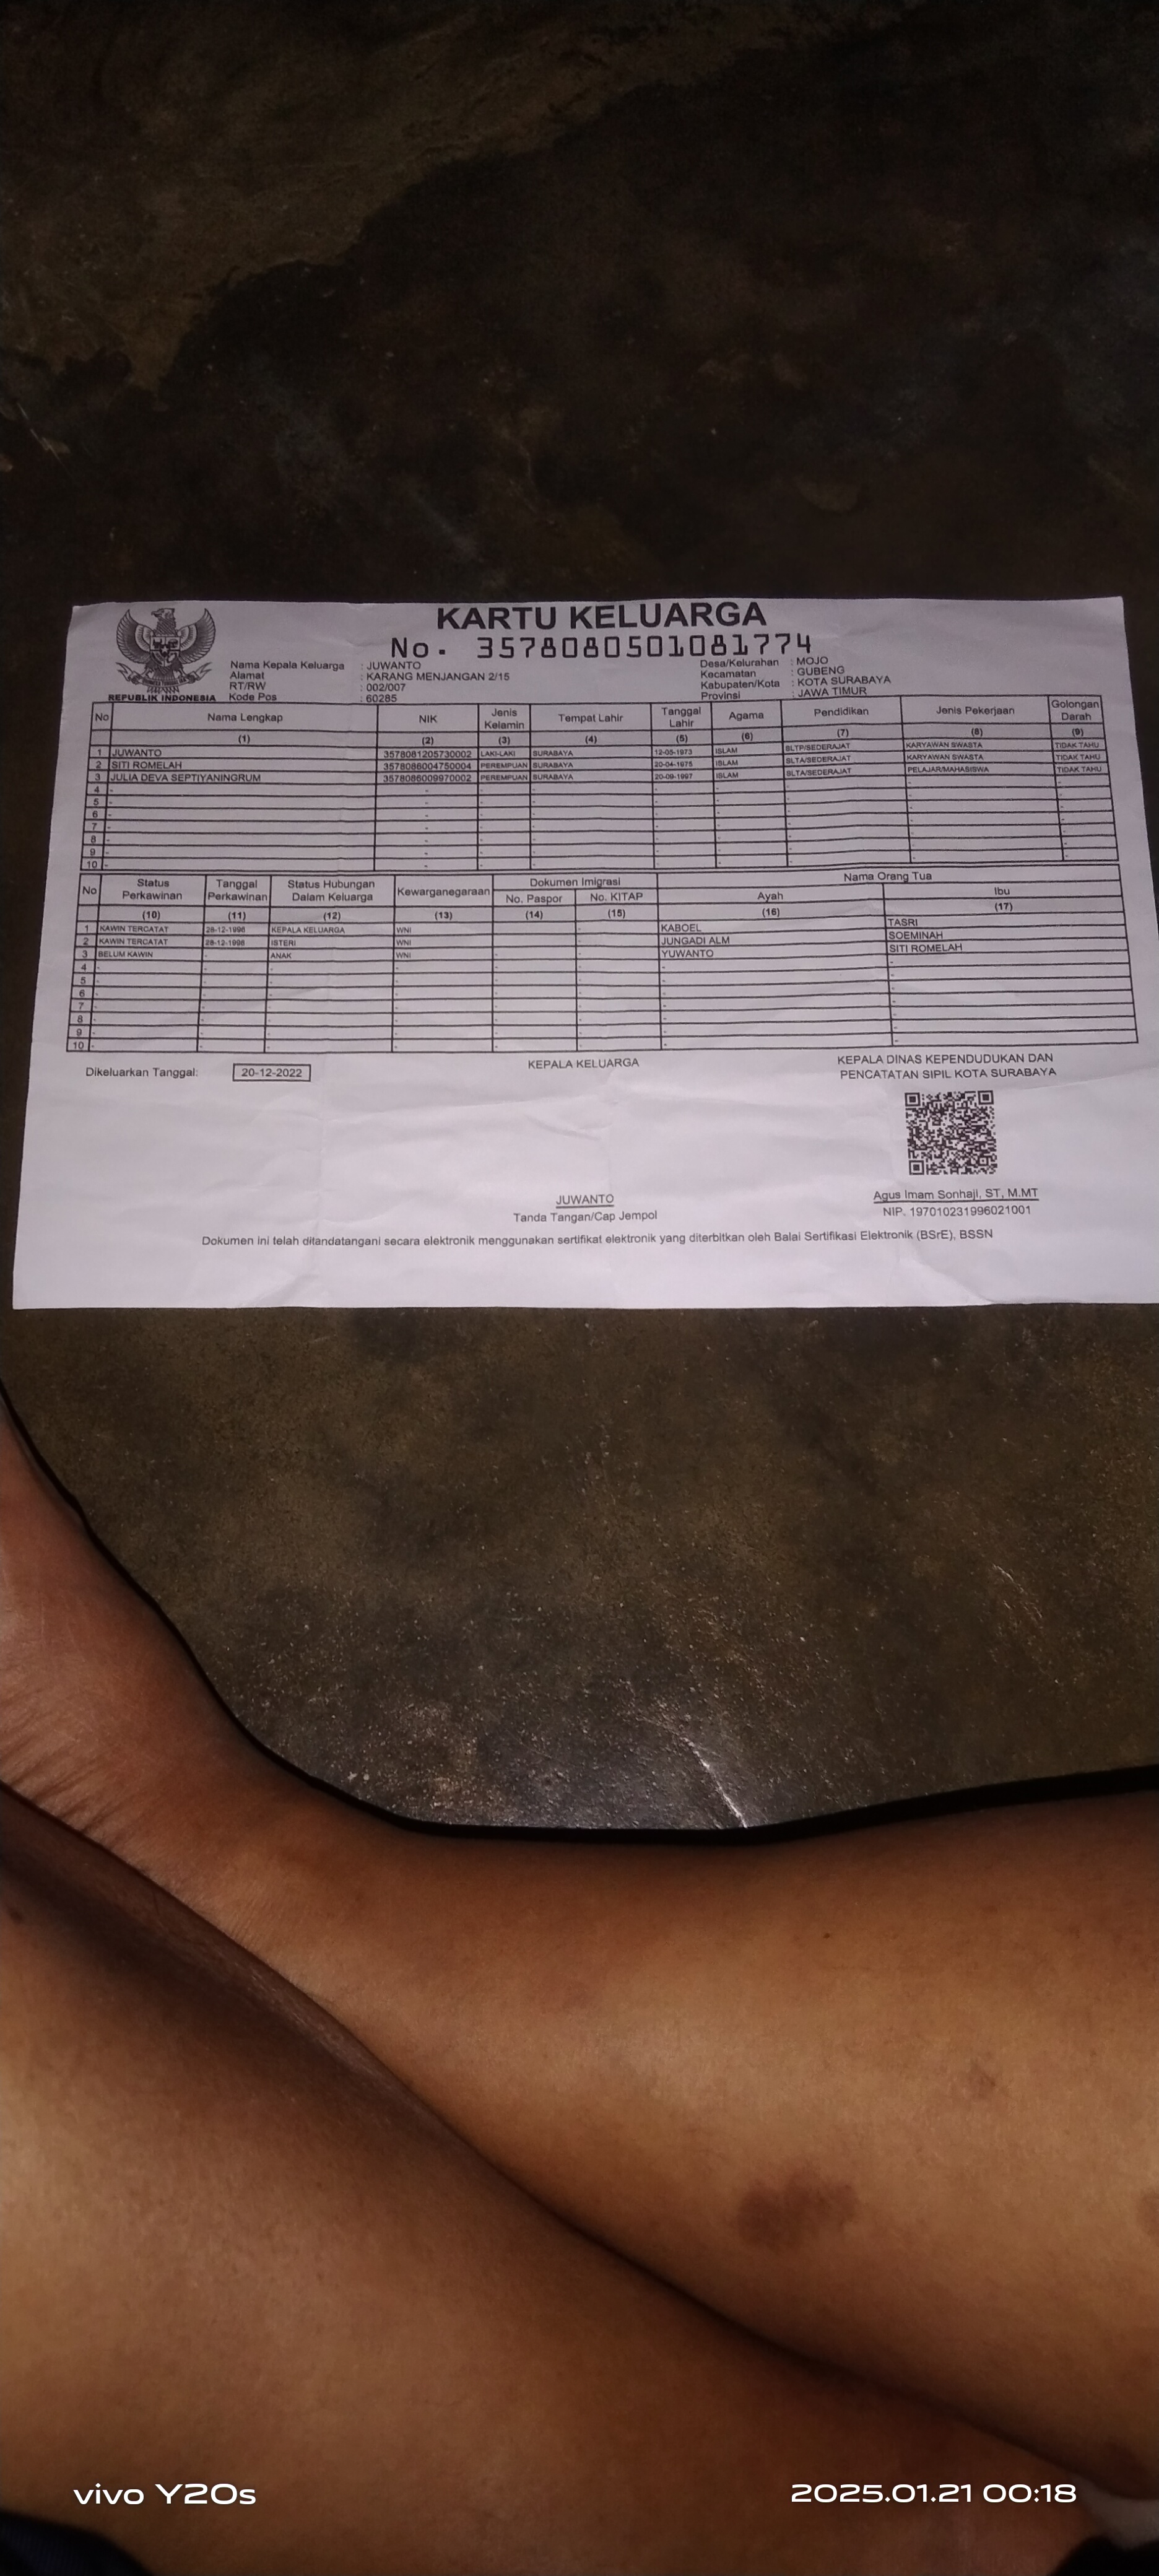 KARTU KELUARGA
No. 3578080501081774
REPUBLIK INDONESIA
Nama Kepala Keluarga : JUWANTO
Alamat : KARANG MENJANGAN 2/15
RT/RW : 002/007
Kode Pos : 60285
Desa/Kelurahan : MOJO
Kecamatan : GUBENG
Kabupaten/Kota : KOTA SURABAYA
Provinsi : JAWA TIMUR
No Nama Lengkap NIK Jenis Kelamin Tempat Lahir Tanggal Lahir Agama Pendidikan Jenis Pekerjaan Golongan Darah
(1) (2) (3) (4) (5) (6) (7) (8) (9)
1 JUWANTO 3578081205730002 LAKI-LAKI SURABAYA 12-05-1973 ISLAM SLTP/SEDERAJAT KARYAWAN SWASTA TIDAK TAHU
2 SITI ROMELAH 3578086004750004 PEREMPUAN SURABAYA 20-04-1975 ISLAM SLTA/SEDERAJAT KARYAWAN SWASTA TIDAK TAHU
3 JULIA DEVA SEPTIYANINGRUM 3578086009970002 PEREMPUAN SURABAYA 20-09-1997 ISLAM SLTA/SEDERAJAT PELAJAR/MAHASISWA TIDAK TAHU
4 - - - - - - - - -
5 - - - - - - - - -
6 - - - - - - - - -
7 - - - - - - - - -
8 - - - - - - - - -
9 - - - - - - - - -
10 - - - - - - - - -
No Status Perkawinan Tanggal Perkawinan Status Hubungan Dalam Keluarga Kewarganegaraan Dokumen Imigrasi Nama Orang Tua
No. Paspor No. KITAP Ayah Ibu
(10) (11) (12) (13) (14) (15) (16) (17)
1 KAWIN TERCATAT 28-12-1996 KEPALA KELUARGA WNI - - KABOEL TASRI
2 KAWIN TERCATAT 28-12-1996 ISTERI WNI - - JUNGADI ALM SOEMINAH
3 BELUM KAWIN - ANAK WNI - - YUWANTO SITI ROMELAH
4 - - - - - - - -
5 - - - - - - - -
6 - - - - - - - -
7 - - - - - - - -
8 - - - - - - - -
9 - - - - - - - -
10 - - - - - - - -
Dikeluarkan Tanggal: 20-12-2022
KEPALA KELUARGA
KEPALA DINAS KEPENDUDUKAN DAN
PENCATATAN SIPIL KOTA SURABAYA
JUWANTO
Tanda Tangan/Cap Jempol
Agus Imam Sonhaji, ST, M.MT
NIP. 197010231996021001
Dokumen ini telah ditandatangani secara elektronik menggunakan sertifikat elektronik yang diterbitkan oleh Balai Sertifikasi Elektronik (BSrE), BSSN
vivo Y20s
2025.01.21 00:18